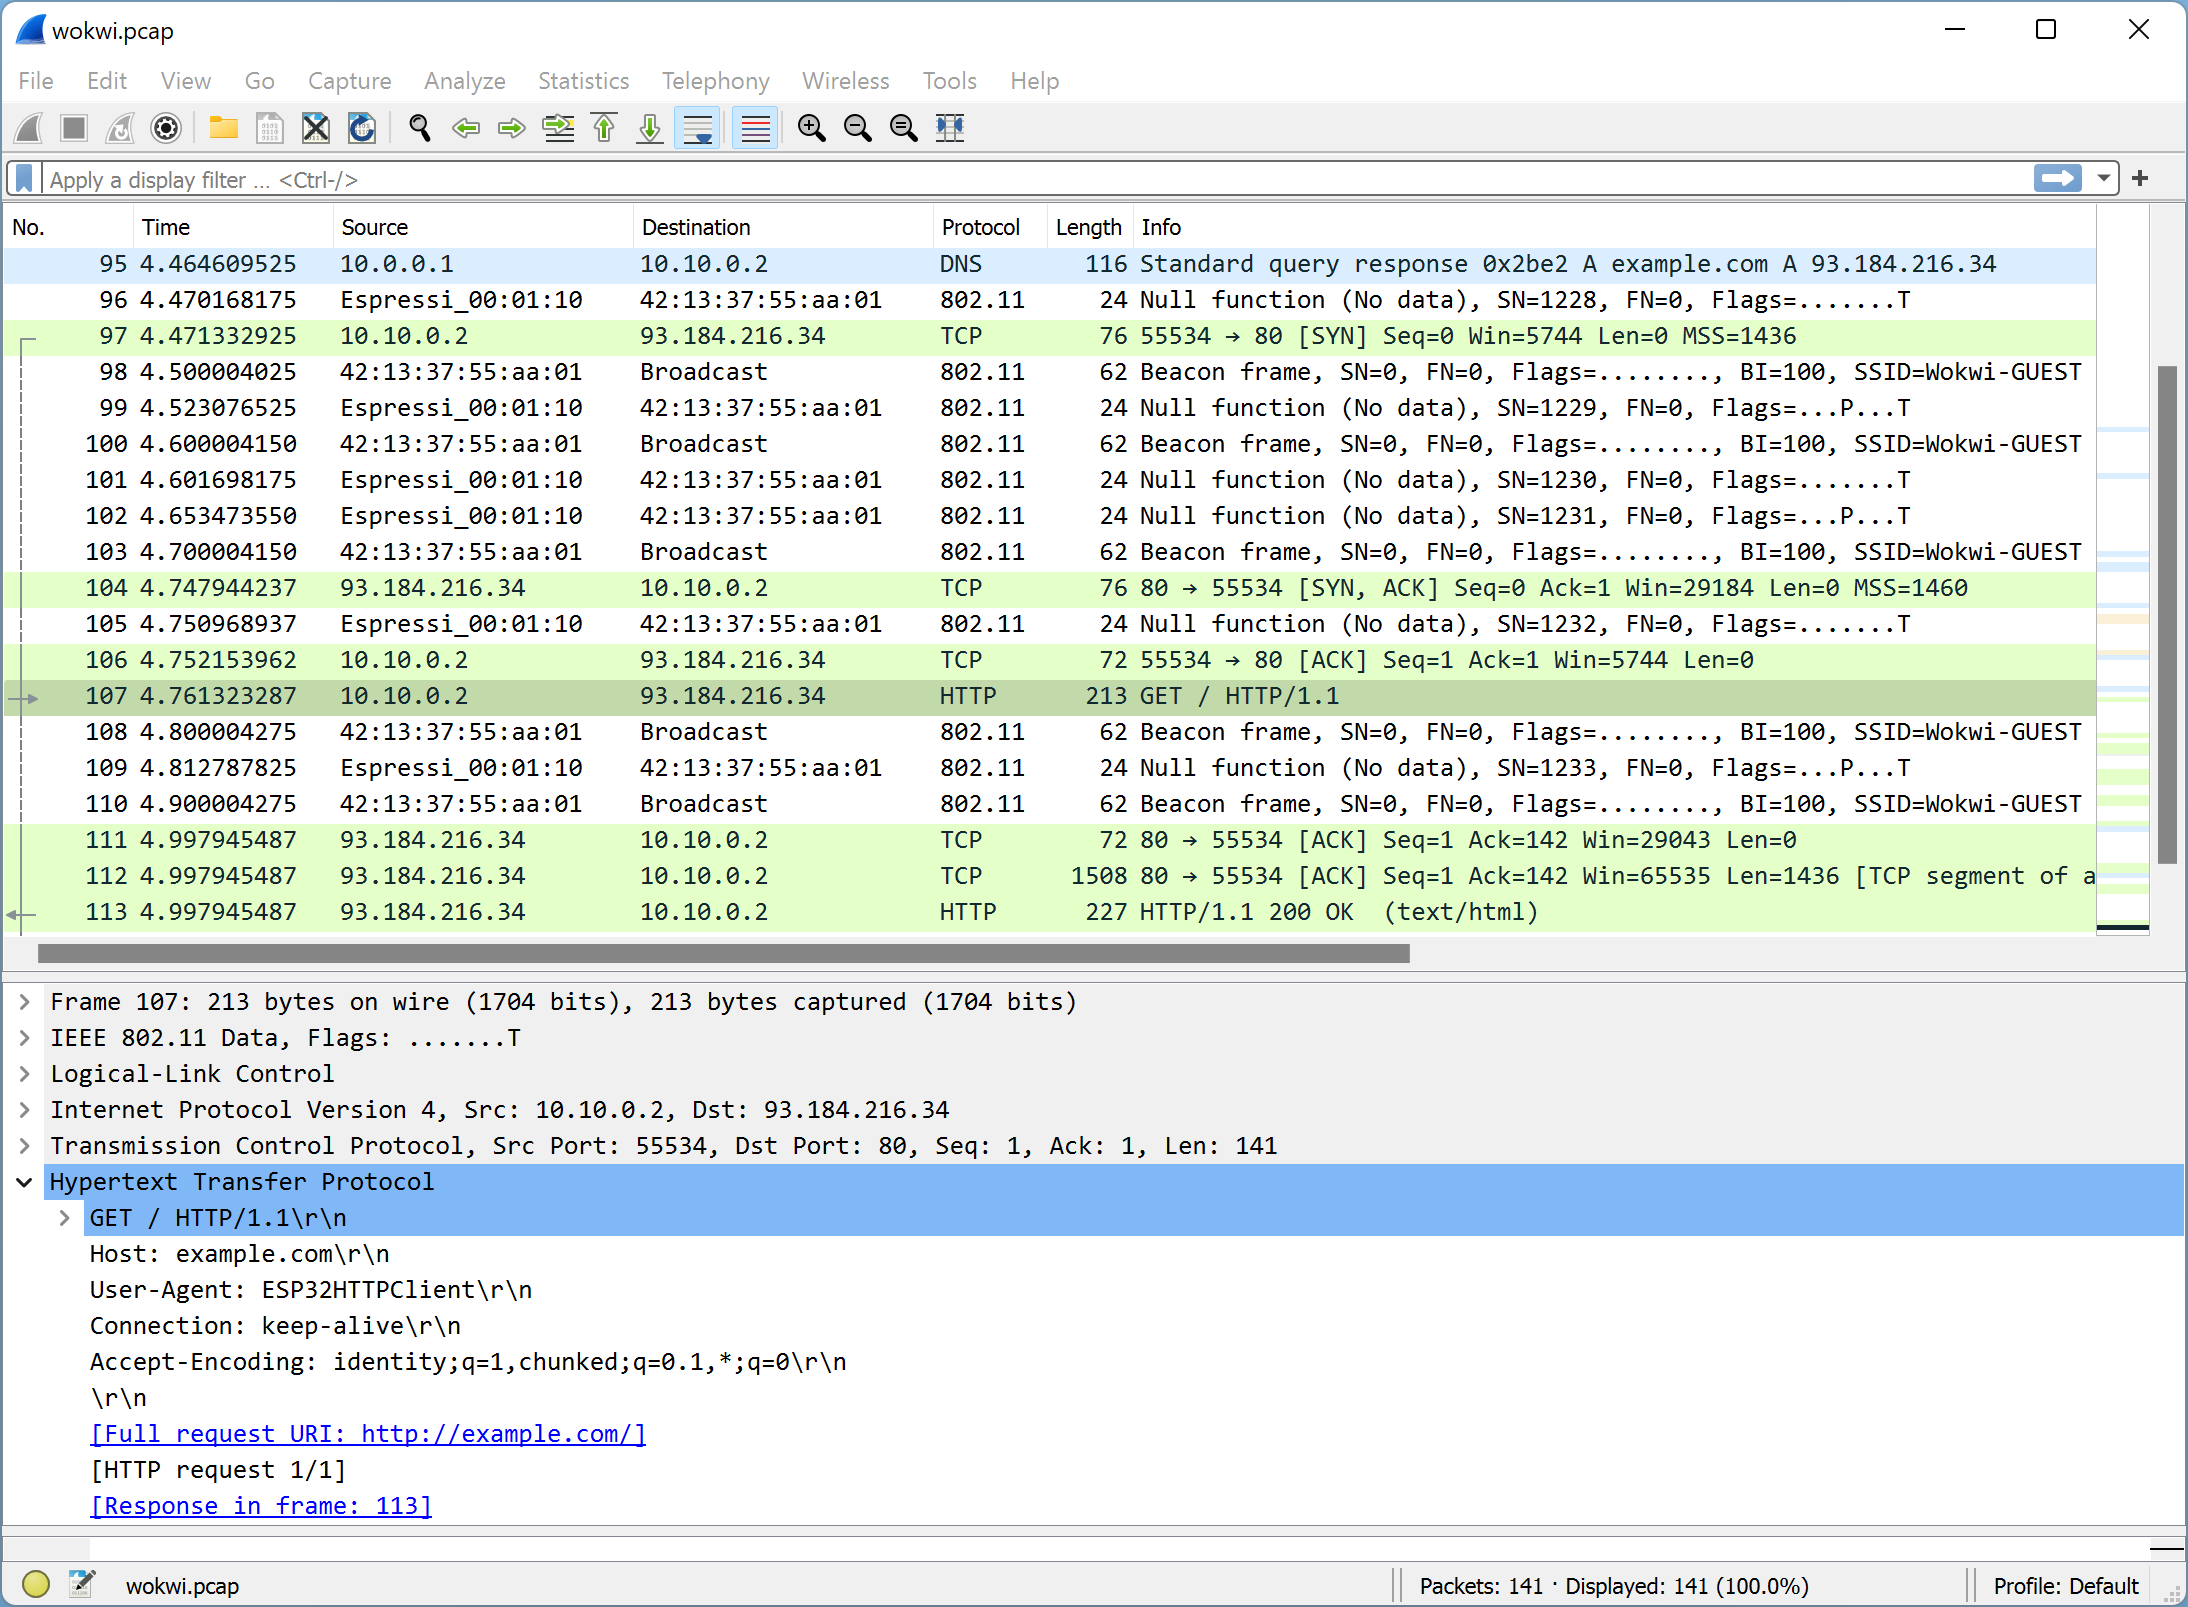 wokwi.pcap
File Edit View Go Capture Analyze Statistics Telephony Wireless Tools Help
Apply a display filter ... <Ctrl-/>
No. Time Source Destination Protocol Length Info
95 4.464609525 10.0.0.1 10.10.0.2 DNS 116 Standard query response 0x2be2 A example.com A 93.184.216.34
96 4.470168175 Espressi_00:01:10 42:13:37:55:aa:01 802.11 24 Null function (No data), SN=1228, FN=0, Flags=.......T
97 4.471332925 10.10.0.2 93.184.216.34 TCP 76 55534 → 80 [SYN] Seq=0 Win=5744 Len=0 MSS=1436
98 4.500004025 42:13:37:55:aa:01 Broadcast 802.11 62 Beacon frame, SN=0, FN=0, Flags=........, BI=100, SSID=Wokwi-GUEST
99 4.523076525 Espressi_00:01:10 42:13:37:55:aa:01 802.11 24 Null function (No data), SN=1229, FN=0, Flags=...P...T
100 4.600004150 42:13:37:55:aa:01 Broadcast 802.11 62 Beacon frame, SN=0, FN=0, Flags=........, BI=100, SSID=Wokwi-GUEST
101 4.601698175 Espressi_00:01:10 42:13:37:55:aa:01 802.11 24 Null function (No data), SN=1230, FN=0, Flags=.......T
102 4.653473550 Espressi_00:01:10 42:13:37:55:aa:01 802.11 24 Null function (No data), SN=1231, FN=0, Flags=...P...T
103 4.700004150 42:13:37:55:aa:01 Broadcast 802.11 62 Beacon frame, SN=0, FN=0, Flags=........, BI=100, SSID=Wokwi-GUEST
104 4.747944237 93.184.216.34 10.10.0.2 TCP 76 80 → 55534 [SYN, ACK] Seq=0 Ack=1 Win=29184 Len=0 MSS=1460
105 4.750968937 Espressi_00:01:10 42:13:37:55:aa:01 802.11 24 Null function (No data), SN=1232, FN=0, Flags=.......T
106 4.752153962 10.10.0.2 93.184.216.34 TCP 72 55534 → 80 [ACK] Seq=1 Ack=1 Win=5744 Len=0
107 4.761323287 10.10.0.2 93.184.216.34 HTTP 213 GET / HTTP/1.1
108 4.800004275 42:13:37:55:aa:01 Broadcast 802.11 62 Beacon frame, SN=0, FN=0, Flags=........, BI=100, SSID=Wokwi-GUEST
109 4.812787825 Espressi_00:01:10 42:13:37:55:aa:01 802.11 24 Null function (No data), SN=1233, FN=0, Flags=...P...T
110 4.900004275 42:13:37:55:aa:01 Broadcast 802.11 62 Beacon frame, SN=0, FN=0, Flags=........, BI=100, SSID=Wokwi-GUEST
111 4.997945487 93.184.216.34 10.10.0.2 TCP 72 80 → 55534 [ACK] Seq=1 Ack=142 Win=29043 Len=0
112 4.997945487 93.184.216.34 10.10.0.2 TCP 1508 80 → 55534 [ACK] Seq=1 Ack=142 Win=65535 Len=1436 [TCP segment of a
113 4.997945487 93.184.216.34 10.10.0.2 HTTP 227 HTTP/1.1 200 OK (text/html)
Frame 107: 213 bytes on wire (1704 bits), 213 bytes captured (1704 bits)
IEEE 802.11 Data, Flags: .......T
Logical-Link Control
Internet Protocol Version 4, Src: 10.10.0.2, Dst: 93.184.216.34
Transmission Control Protocol, Src Port: 55534, Dst Port: 80, Seq: 1, Ack: 1, Len: 141
Hypertext Transfer Protocol
GET / HTTP/1.1\r\n
Host: example.com\r\n
User-Agent: ESP32HTTPClient\r\n
Connection: keep-alive\r\n
Accept-Encoding: identity;q=1,chunked;q=0.1,*;q=0\r\n
\r\n
[Full request URI: http://example.com/]
[HTTP request 1/1]
[Response in frame: 113]
wokwi.pcap Packets: 141 · Displayed: 141 (100.0%) Profile: Default